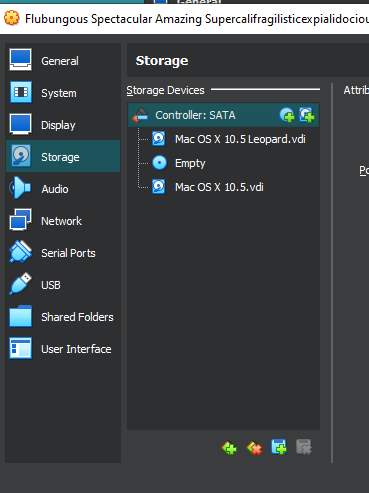 General
Flubungous Spectacular Amazing Supercalifragilisticexpialidociou
General
System
Display
Storage
Audio
Network
Serial Ports
USB
Shared Folders
User Interface
Storage
Storage Devices
Controller: SATA
Mac OS X 10.5 Leopard.vdi
Empty
Mac OS X 10.5.vdi
Attrib
Po